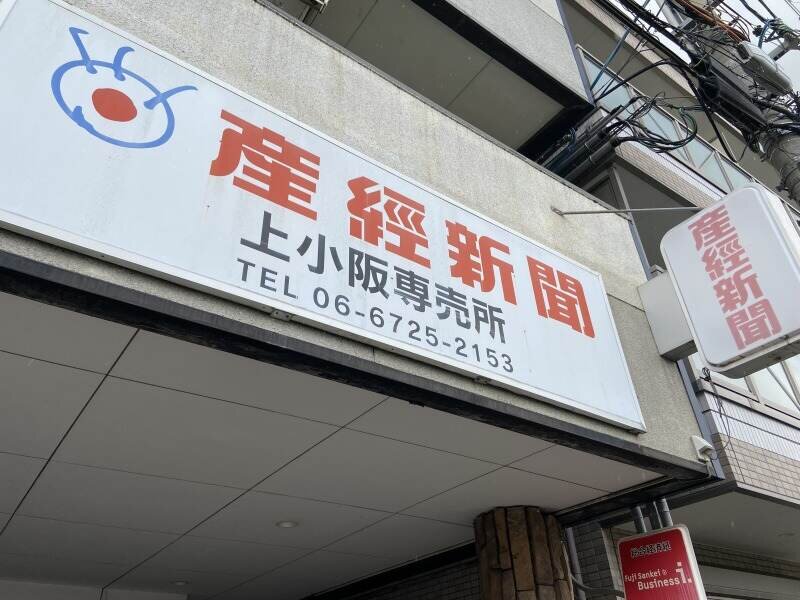 産經新聞
上小阪専売所
TEL 06-6725-2153
産經新聞
Fuji Sankei
Business i.